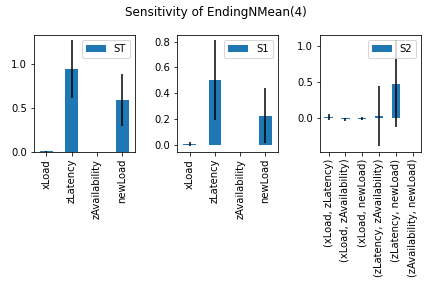 Sensitivity of EndingNMean(4)
ST
1.0
0.5
0.0
xLoad
zLatency
zAvailability
newLoad
S1
0.8
0.6
0.4
0.2
0.0
xLoad
zLatency
zAvailability
newLoad
S2
1.0
0.5
0.0
(xLoad, zLatency)
(xLoad, zAvailability)
(xLoad, newLoad)
(zLatency, zAvailability)
(zLatency, newLoad)
(zAvailability, newLoad)